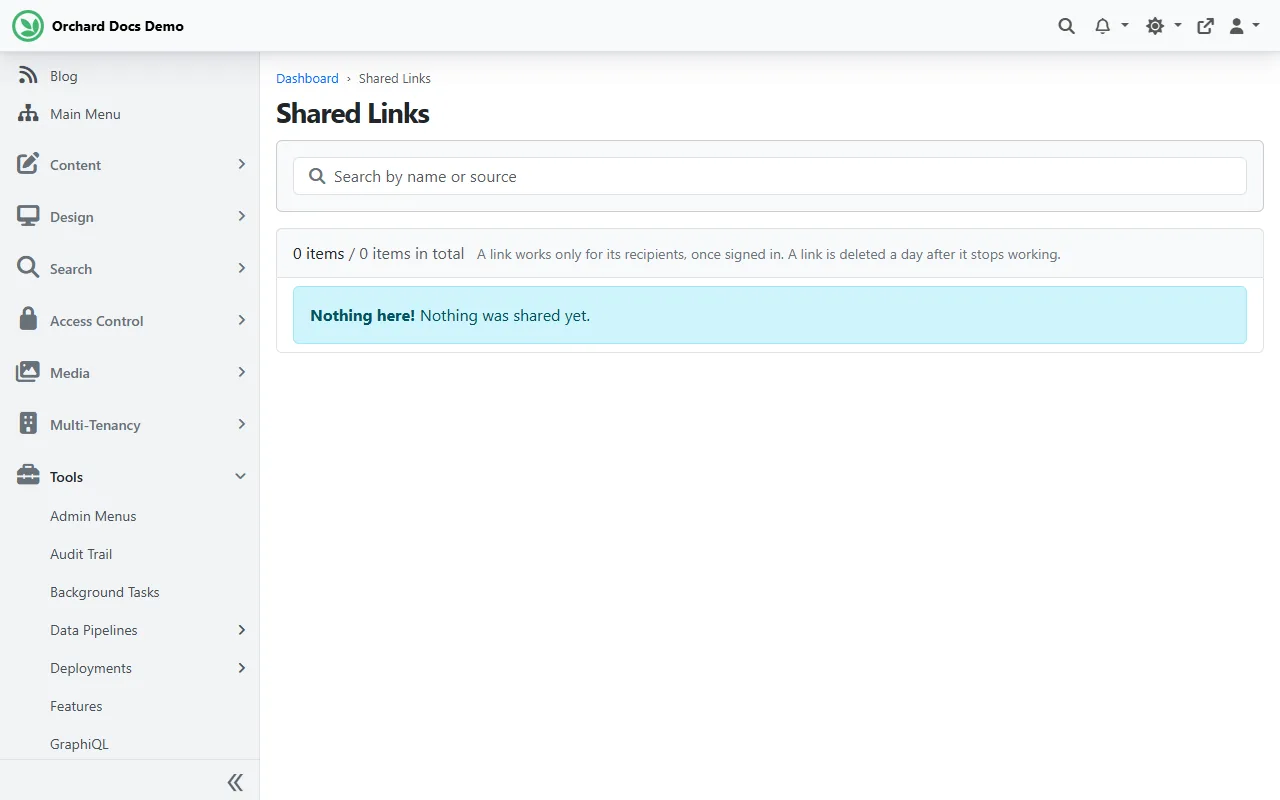 Orchard Docs Demo
Blog
Main Menu
Content
Design
Search
Access Control
Media
Multi-Tenancy
Tools
Admin Menus
Audit Trail
Background Tasks
Data Pipelines
Deployments
Features
GraphiQL
Dashboard › Shared Links
Shared Links
Search by name or source
0 items / 0 items in total A link works only for its recipients, once signed in. A link is deleted a day after it stops working.
Nothing here! Nothing was shared yet.